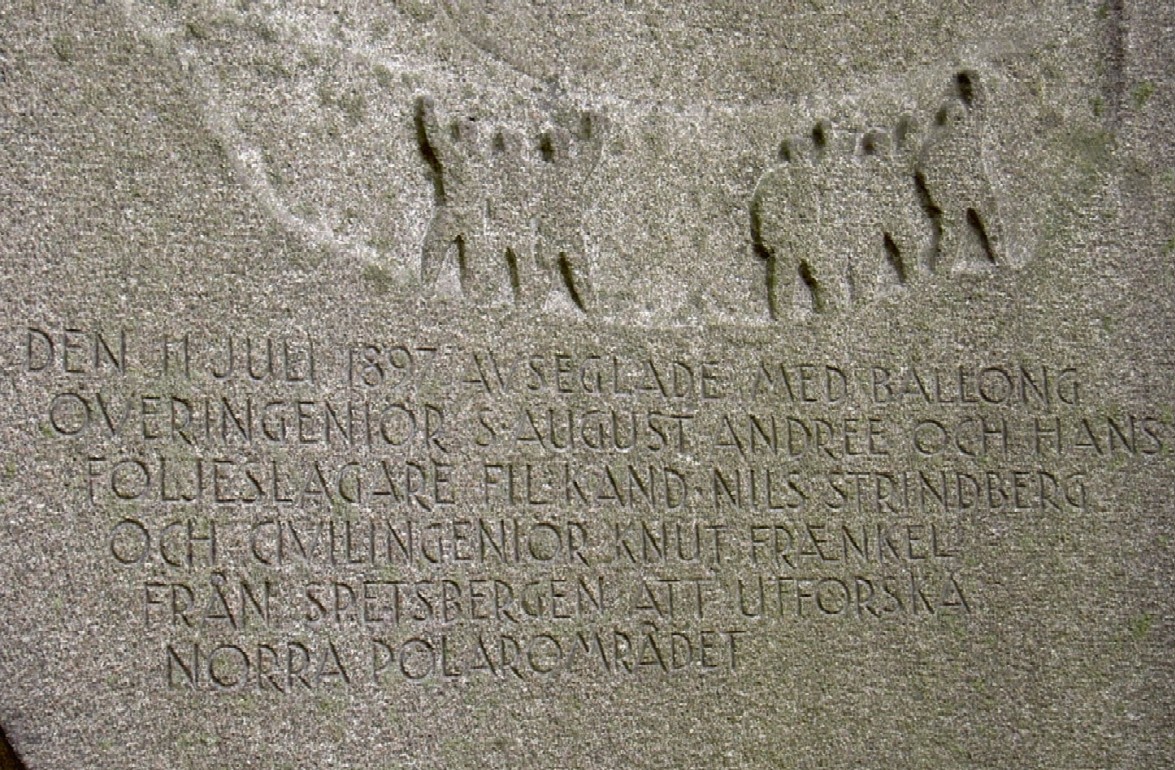 DEN 11 JULI 1897 AVSEGLADE MED BALLONG
ÖVERINGENIÖR S·AUGUST ANDRÉE OCH HANS
FÖLJESLAGARE FIL·KAND·NILS STRINDBERG
OCH CIVILINGENIÖR KNUT FRÆNKEL
FRÅN SPETSBERGEN ATT UTFORSKA
NORRA POLAROMRÅDET